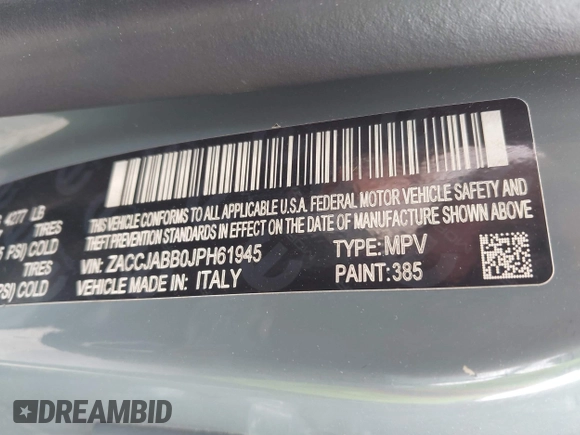 4777 LB
TIRES
PSI) COLD
TIRES
PSI) COLD
THIS VEHICLE CONFORMS TO ALL APPLICABLE U.S.A. FEDERAL MOTOR VEHICLE SAFETY AND
THEFT PREVENTION STANDARDS IN EFFECT ON THE DATE OF MANUFACTURE SHOWN ABOVE.
VIN: ZACCJABB0JPH61945 TYPE: MPV
VEHICLE MADE IN: ITALY PAINT: 385
DREAMBID